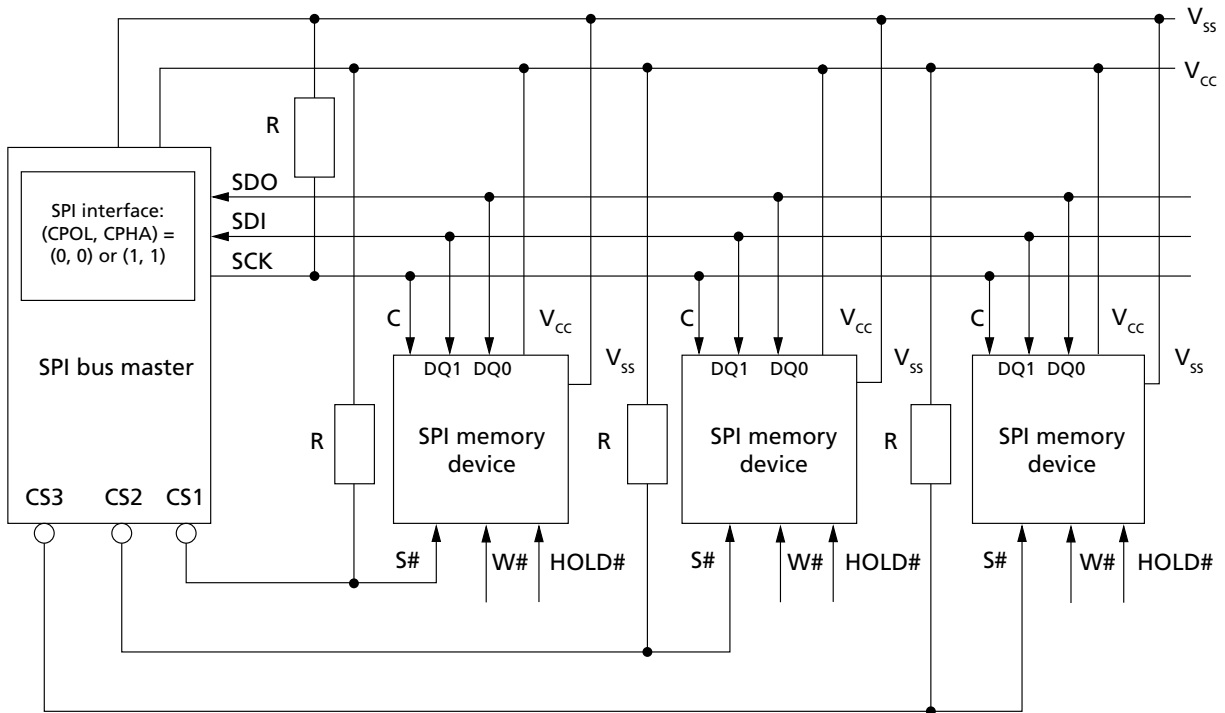 V_ss
V_cc
R
SDO
SDI
SCK
SPI interface:
(CPOL, CPHA) =
(0, 0) or (1, 1)
SPI bus master
C
V_cc
C
V_cc
C
V_cc
V_ss
V_ss
V_ss
DQ1 DQ0
DQ1 DQ0
DQ1 DQ0
R
SPI memory
device
R
SPI memory
device
R
SPI memory
device
CS3 CS2 CS1
S# W# HOLD#
S# W# HOLD#
S# W# HOLD#